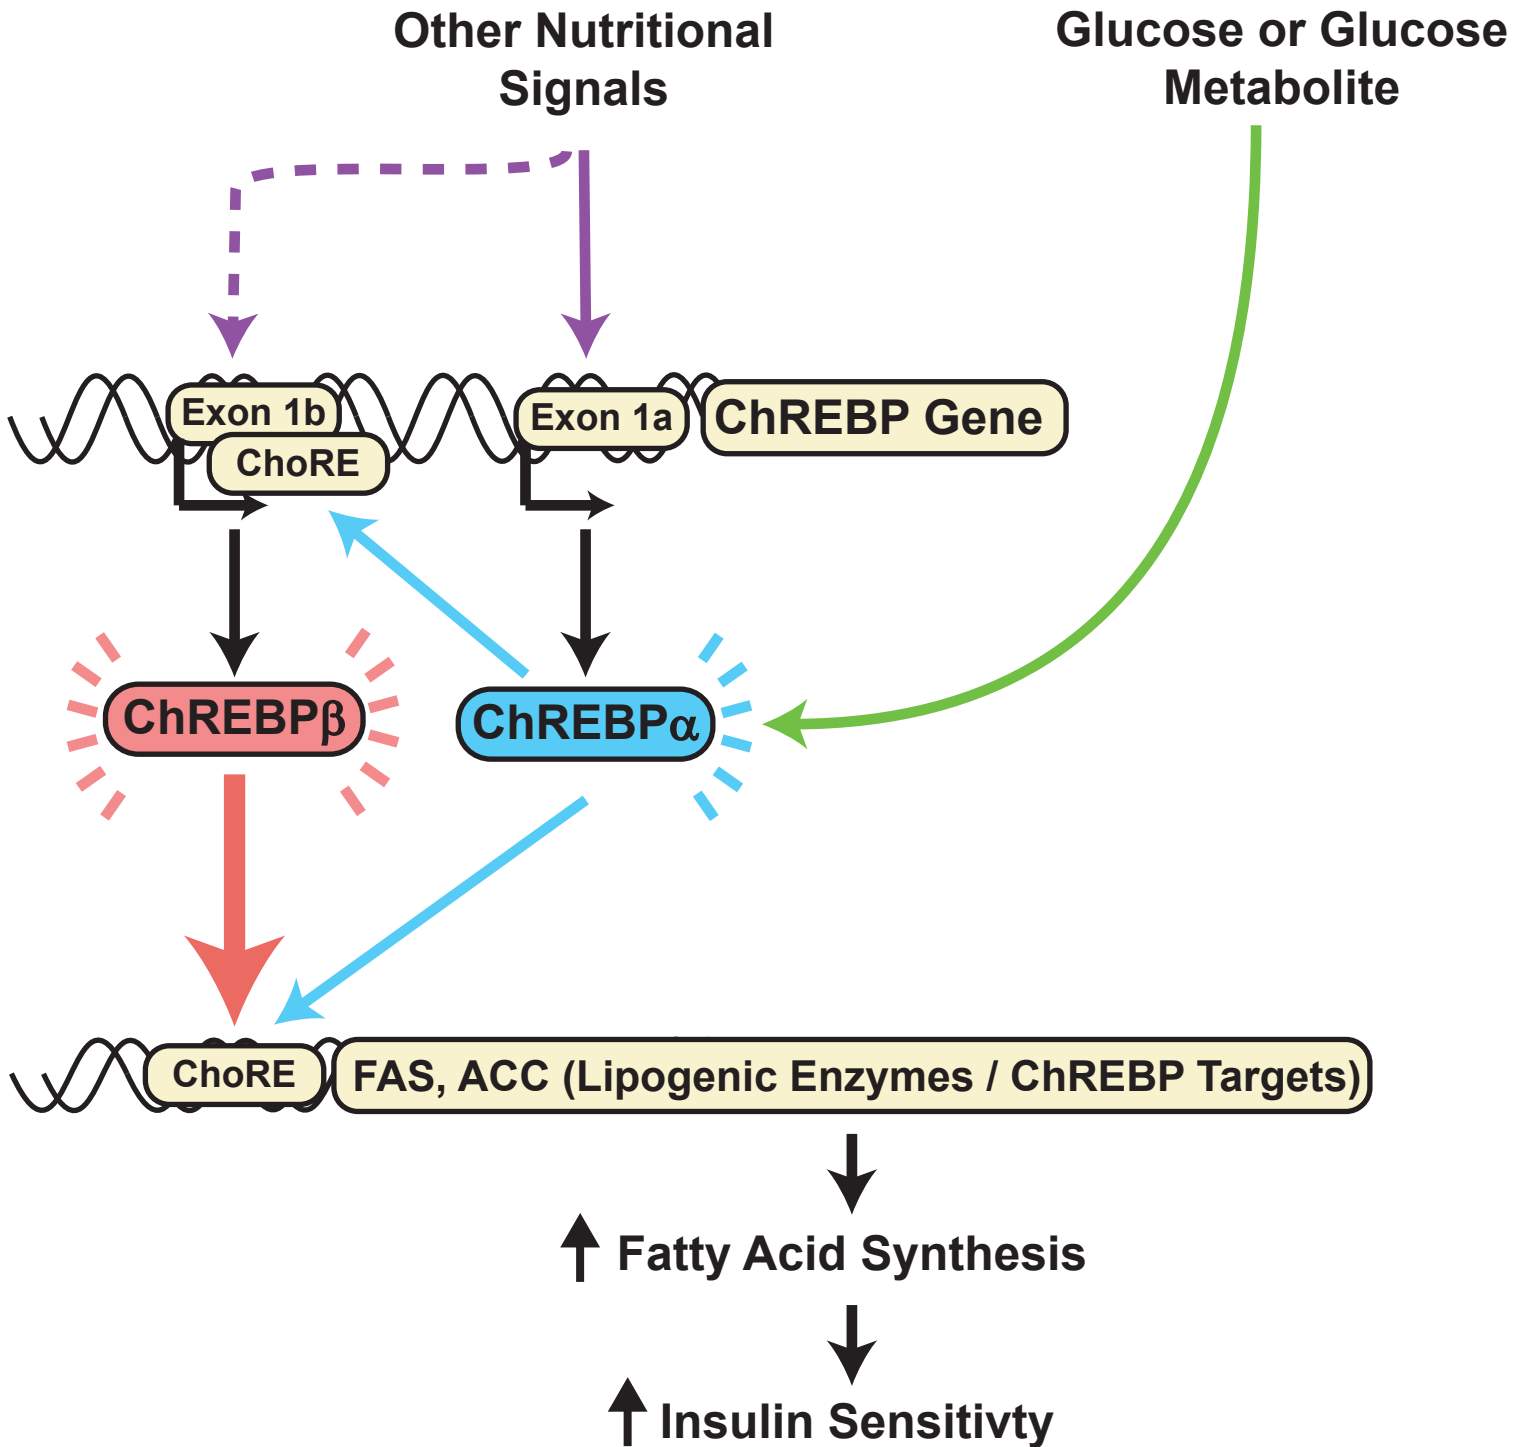 Other Nutritional
Signals
Glucose or Glucose
Metabolite
Exon 1b
ChoRE
Exon 1a
ChREBP Gene
ChREBPβ
ChREBPα
ChoRE
FAS, ACC (Lipogenic Enzymes / ChREBP Targets)
Fatty Acid Synthesis
Insulin Sensitivty